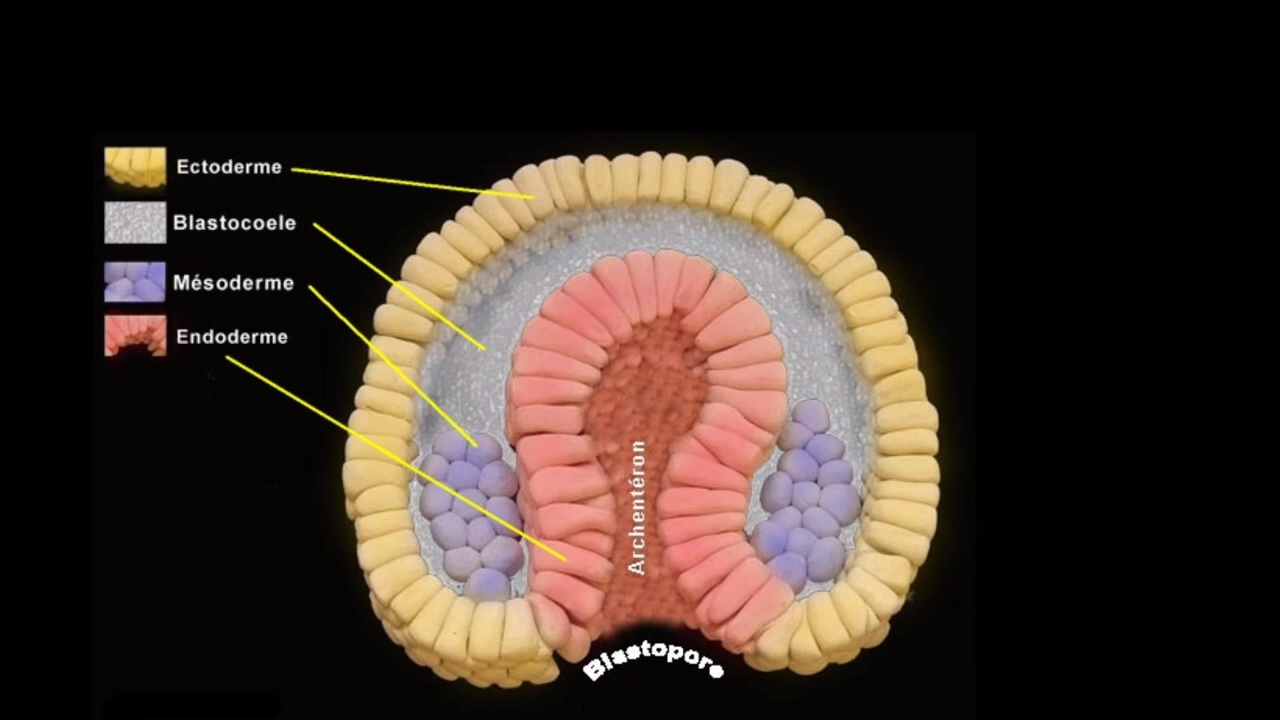 Ectoderme
Blastocoele
Mésoderme
Endoderme
Archentéron
Blastopore